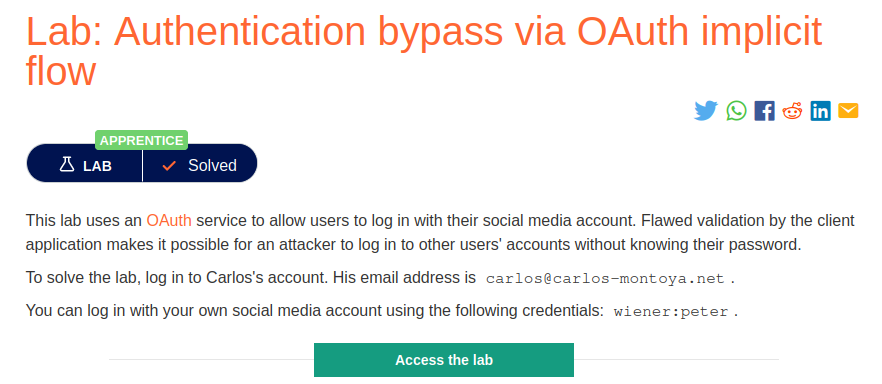 Lab: Authentication bypass via OAuth implicit
flow
APPRENTICE
LAB
Solved
This lab uses an OAuth service to allow users to log in with their social media account. Flawed validation by the client
application makes it possible for an attacker to log in to other users' accounts without knowing their password.
To solve the lab, log in to Carlos's account. His email address is carlos@carlos-montoya.net .
You can log in with your own social media account using the following credentials: wiener:peter .
Access the lab